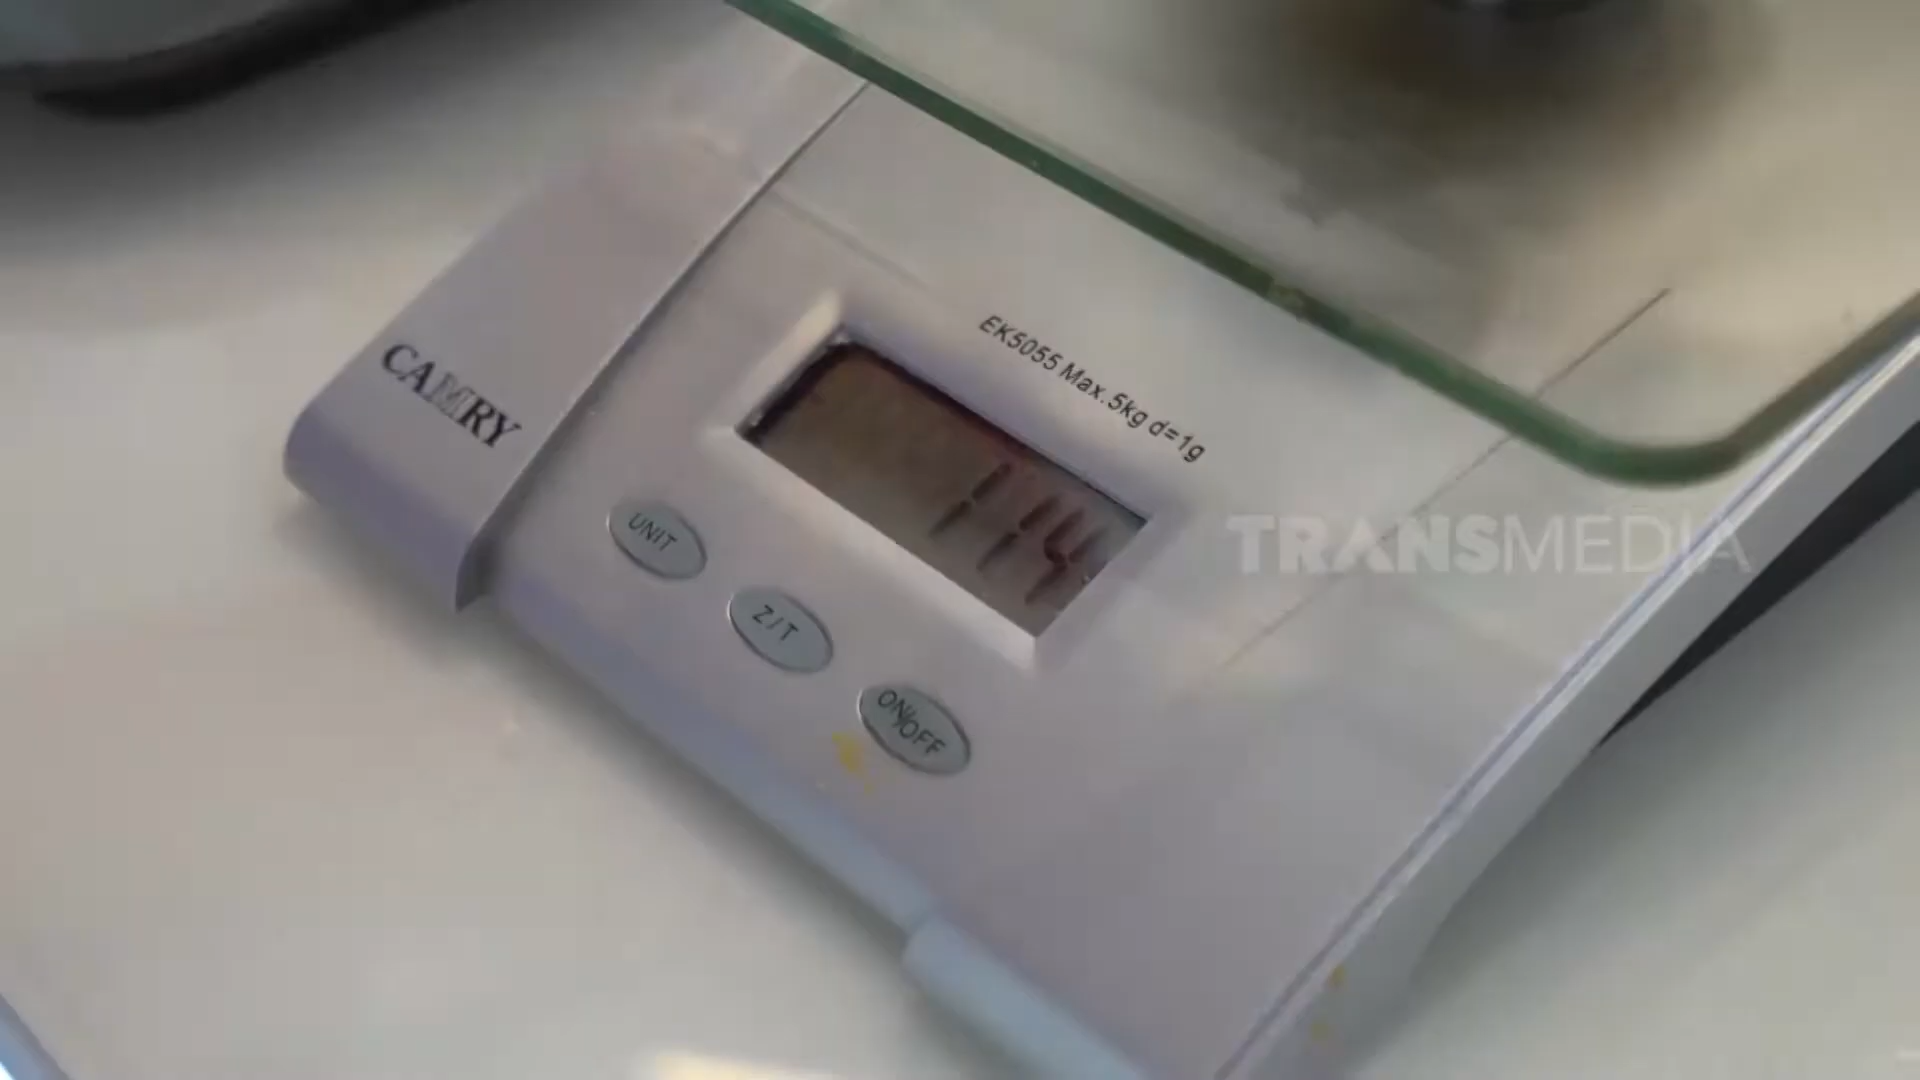 CAMRY
EK5055 Max.5kg d=1g
114
UNIT
Z/T
ON/OFF
TRANSMEDIA